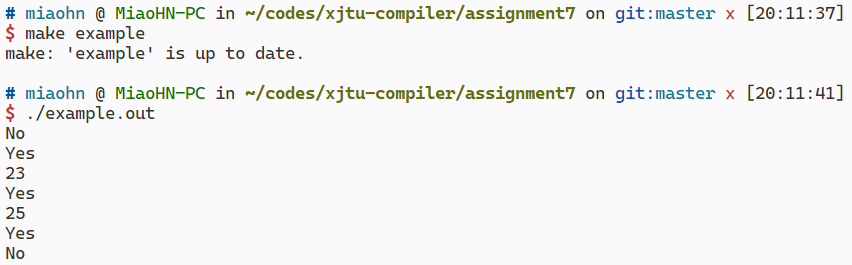 # miaohn @ MiaoHN-PC in ~/codes/xjtu-compiler/assignment7 on git:master x [20:11:37]
$ make example
make: 'example' is up to date.
# miaohn @ MiaoHN-PC in ~/codes/xjtu-compiler/assignment7 on git:master x [20:11:41]
$ ./example.out
No
Yes
23
Yes
25
Yes
No